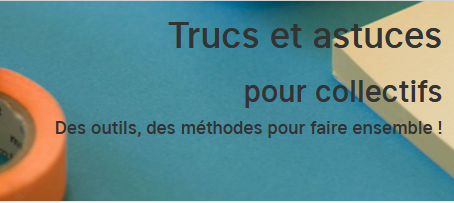 Trucs et astuces
pour collectifs
Des outils, des méthodes pour faire ensemble !